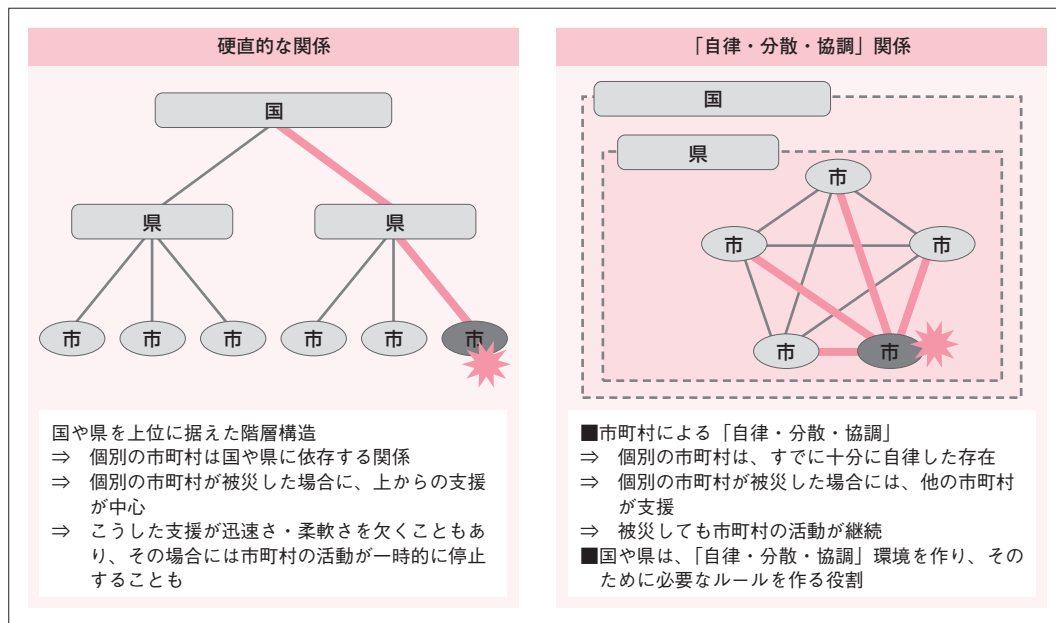 硬直的な関係
国
県
県
市
市
市
市
市
市
国や県を上位に据えた階層構造
⇒ 個別の市町村は国や県に依存する関係
⇒ 個別の市町村が被災した場合に、上からの支援
が中心
⇒ こうした支援が迅速さ・柔軟さを欠くこともあ
り、その場合には市町村の活動が一時的に停止
することも
「自律・分散・協調」関係
国
県
市
市
市
市
市
■市町村による「自律・分散・協調」
⇒ 個別の市町村は、すでに十分に自律した存在
⇒ 個別の市町村が被災した場合には、他の市町村
が支援
⇒ 被災しても市町村の活動が継続
■国や県は、「自律・分散・協調」環境を作り、その
ために必要なルールを作る役割